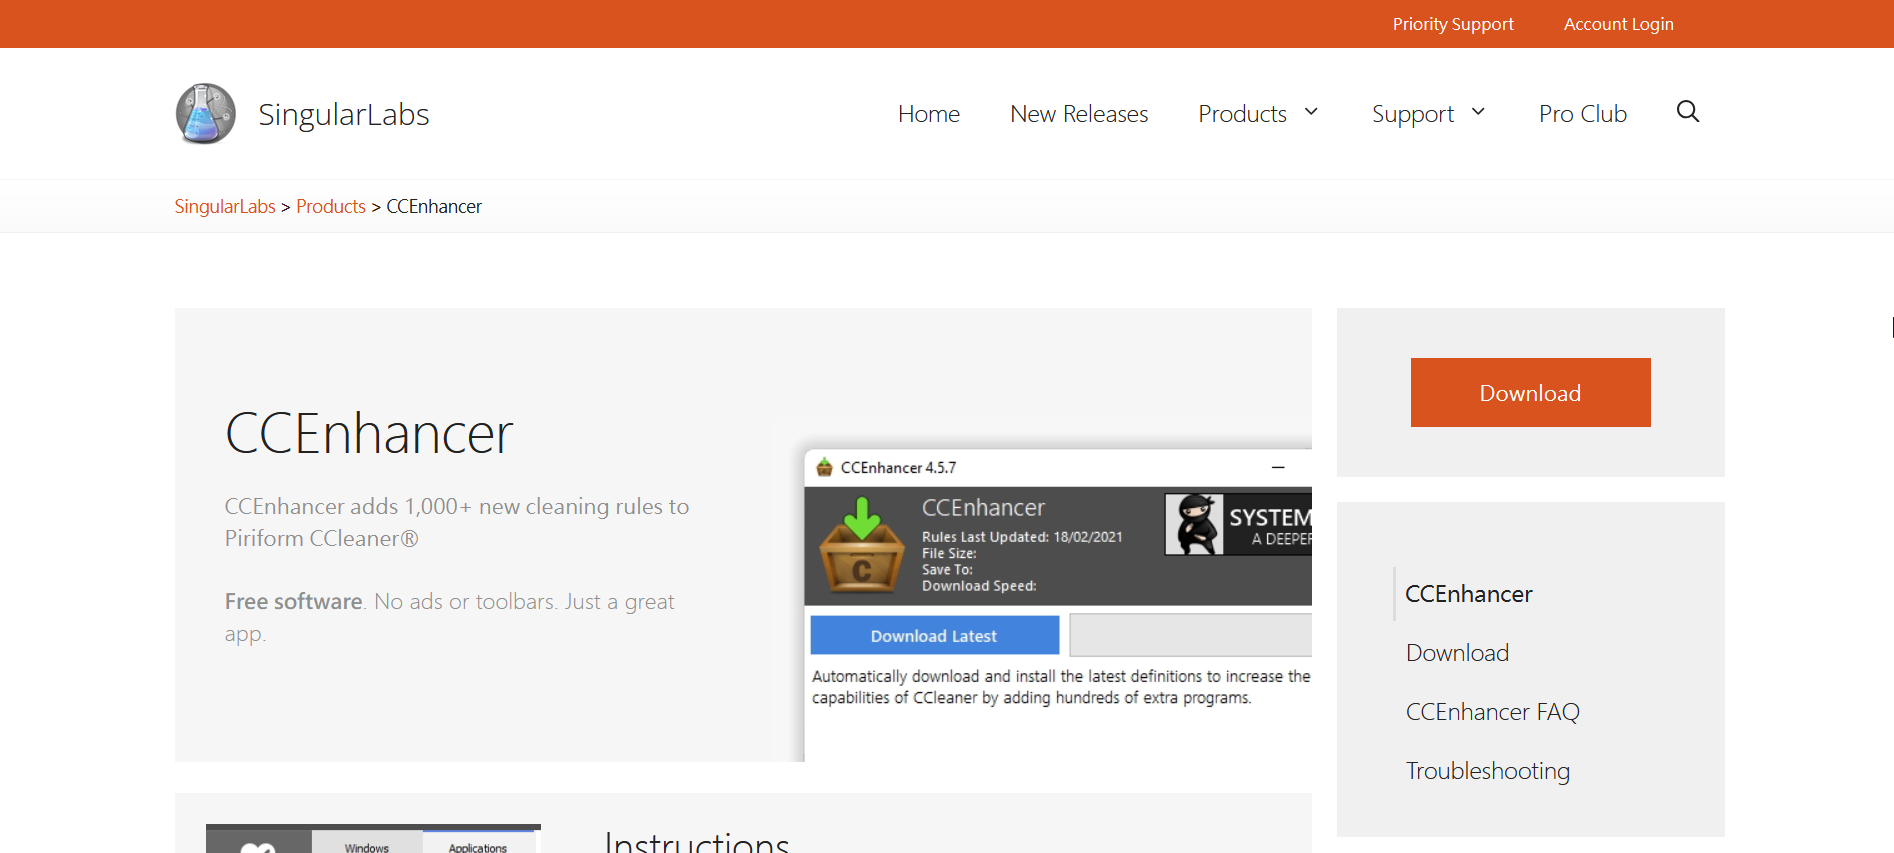 Priority Support Account Login
SingularLabs
Home New Releases Products Support Pro Club
SingularLabs > Products > CCEnhancer
CCEnhancer
CCEnhancer adds 1,000+ new cleaning rules to
Piriform CCleaner®
Free software. No ads or toolbars. Just a great
app.
CCEnhancer 4.5.7
CCEnhancer
Rules Last Updated: 18/02/2021
File Size:
Save To:
Download Speed:
SYSTEM
A DEEPER
C
Download Latest
Automatically download and install the latest definitions to increase the
capabilities of CCleaner by adding hundreds of extra programs.
Download
CCEnhancer
Download
CCEnhancer FAQ
Troubleshooting
Windows Applications
Instructions